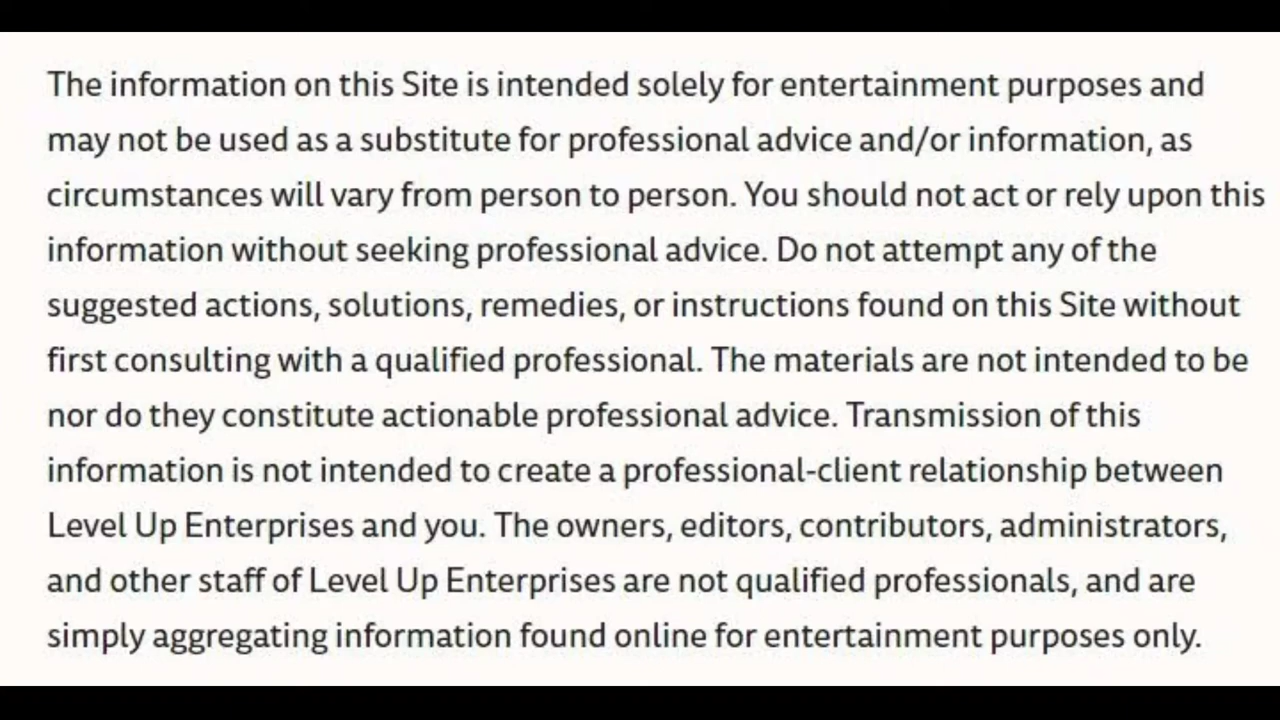 The information on this Site is intended solely for entertainment purposes and
may not be used as a substitute for professional advice and/or information, as
circumstances will vary from person to person. You should not act or rely upon this
information without seeking professional advice. Do not attempt any of the
suggested actions, solutions, remedies, or instructions found on this Site without
first consulting with a qualified professional. The materials are not intended to be
nor do they constitute actionable professional advice. Transmission of this
information is not intended to create a professional-client relationship between
Level Up Enterprises and you. The owners, editors, contributors, administrators,
and other staff of Level Up Enterprises are not qualified professionals, and are
simply aggregating information found online for entertainment purposes only.